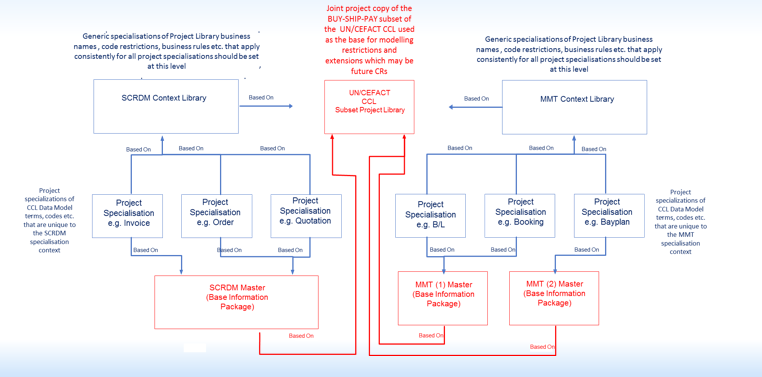 Joint project copy of the
BUY-SHIP-PAY subset of
the UN/CEFACT CCL used
as the base for modelling
restrictions and
extensions which may be
future CRs
Generic specialisations of Project Library business
names , code restrictions, business rules etc. that apply
consistently for all project specialisations should be set
at this level
Generic specialisations of Project Library business
names , code restrictions, business rules etc. that apply
consistently for all project specialisations should be set
at this level
SCRDM Context Library
Based On
UN/CEFACT
CCL
Subset Project Library
Based On
MMT Context Library
Based On
Based On
Based On
Based On
Based On
Based On
Project
specializations of
CCL Data Model
terms, codes etc.
that are unique to
the SCRDM
specialisation
context
Project
Specialisation
e.g. Invoice
Project
Specialisation
e.g. Order
Project
Specialisation
e.g. Quotation
Project
Specialisation
e.g. B/L
Project
Specialisation
e.g. Booking
Project
Specialisation
e.g. Bayplan
Project
specializations of
CCL Data Model
terms, codes etc.
that are unique to
the MMT
specialisation
context
Based On
Based On
Based On
Based On
Based On
Based On
SCRDM Master
(Base Information
Package)
MMT (1) Master
(Base Information
Package)
MMT (2) Master
(Base Information
Package)
Based On
Based On
Based On